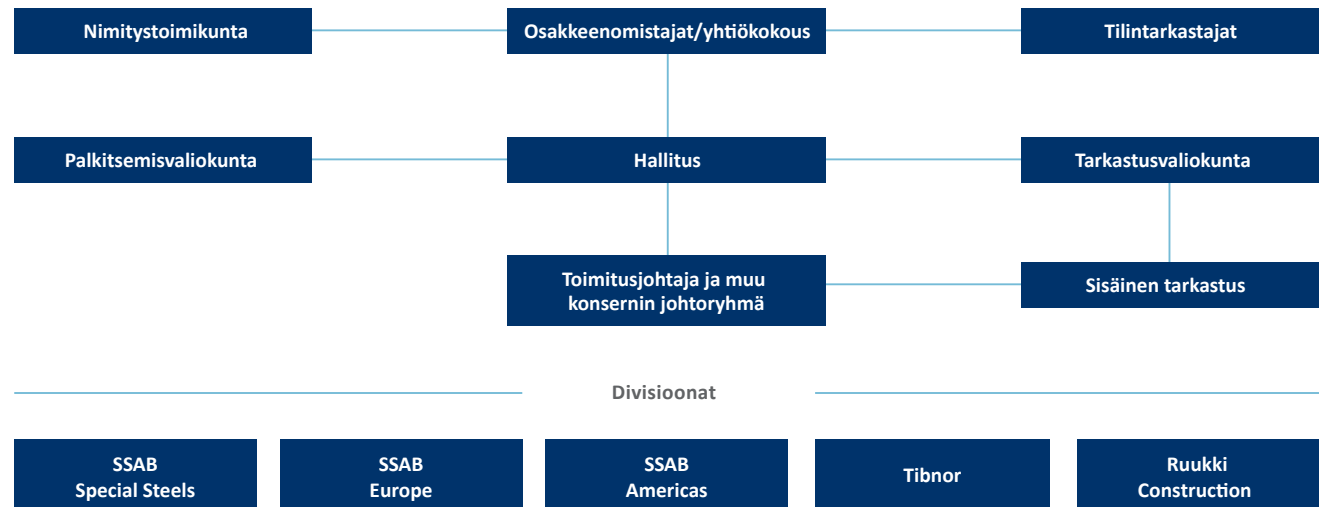 Nimitystoimikunta
Osakkeenomistajat/yhtiökokous
Tilintarkastajat
Palkitsemisvaliokunta
Hallitus
Tarkastusvaliokunta
Toimitusjohtaja ja muu
konsernin johtoryhmä
Sisäinen tarkastus
Divisioonat
SSAB
Special Steels
SSAB
Europe
SSAB
Americas
Tibnor
Ruukki
Construction